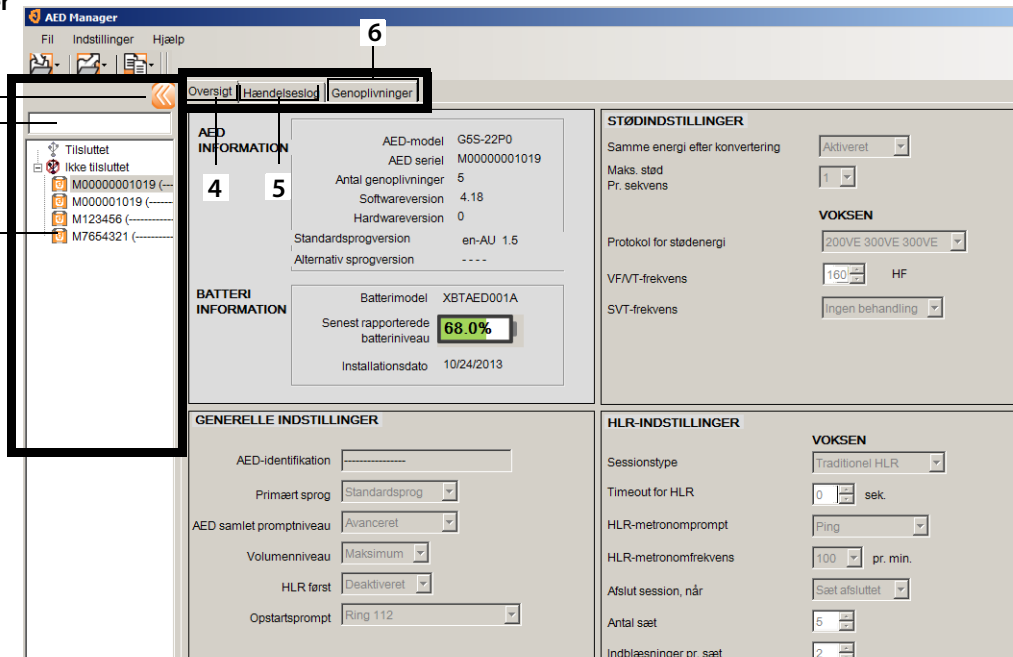 er
AED Manager
Fil Indstillinger Hjælp
6
Oversigt Hændelseslog Genoplivninger
4
5
Tilsluttet
Ikke tilsluttet
M00000001019 (---
M000001019 (------
M123456 (-----------
M7654321 (----------
AED
INFORMATION
AED-model G5S-22P0
AED seriel M00000001019
Antal genoplivninger 5
Softwareversion 4.18
Hardwareversion 0
Standardsprogversion en-AU 1.5
Alternativ sprogversion - - - -
BATTERI
INFORMATION
Batterimodel XBTAED001A
Senest rapporterede
batteriniveau
68.0%
Installationsdato 10/24/2013
STØDINDSTILLINGER
Samme energi efter konvertering Aktiveret
Maks. stød
Pr. sekvens
1
VOKSEN
Protokol for stødenergi 200VE 300VE 300VE
VF/VT-frekvens 160 HF
SVT-frekvens Ingen behandling
GENERELLE INDSTILLINGER
AED-identifikation ----------------
Primært sprog Standardsprog
AED samlet promptniveau Avanceret
Volumenniveau Maksimum
HLR først Deaktiveret
Opstartsprompt Ring 112
HLR-INDSTILLINGER
VOKSEN
Sessionstype Traditionel HLR
Timeout for HLR 0 sek.
HLR-metronomprompt Ping
HLR-metronomfrekvens 100 pr. min.
Afslut session, når Sæt afsluttet
Antal sæt 5
Indblæsninger pr. sæt 2